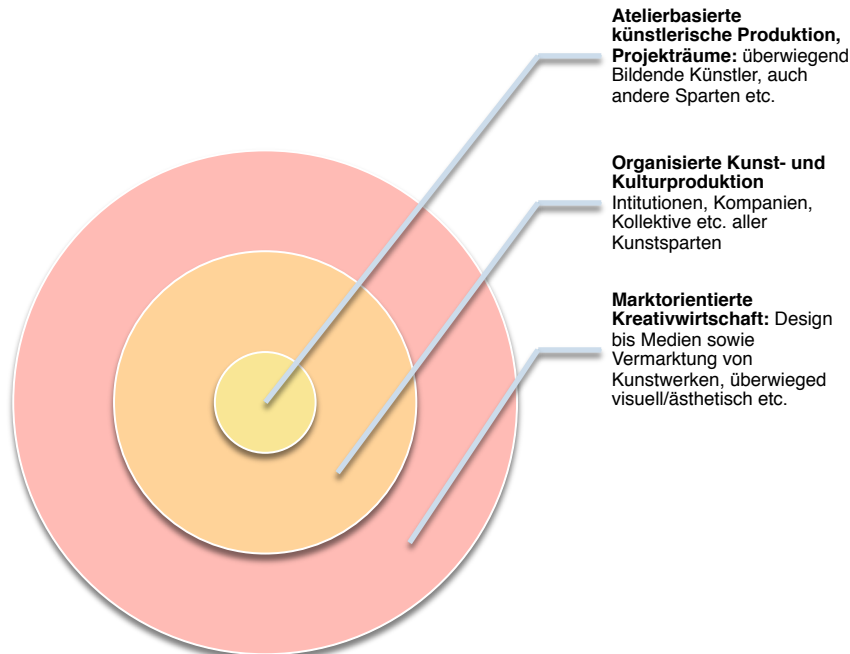 Atelierbasierte
künstlerische Produktion,
Projekträume: überwiegend
Bildende Künstler, auch
andere Sparten etc.
Organisierte Kunst- und
Kulturproduktion
Intitutionen, Kompanien,
Kollektive etc. aller
Kunstsparten
Marktorientierte
Kreativwirtschaft: Design
bis Medien sowie
Vermarktung von
Kunstwerken, überwieged
visuell/ästhetisch etc.